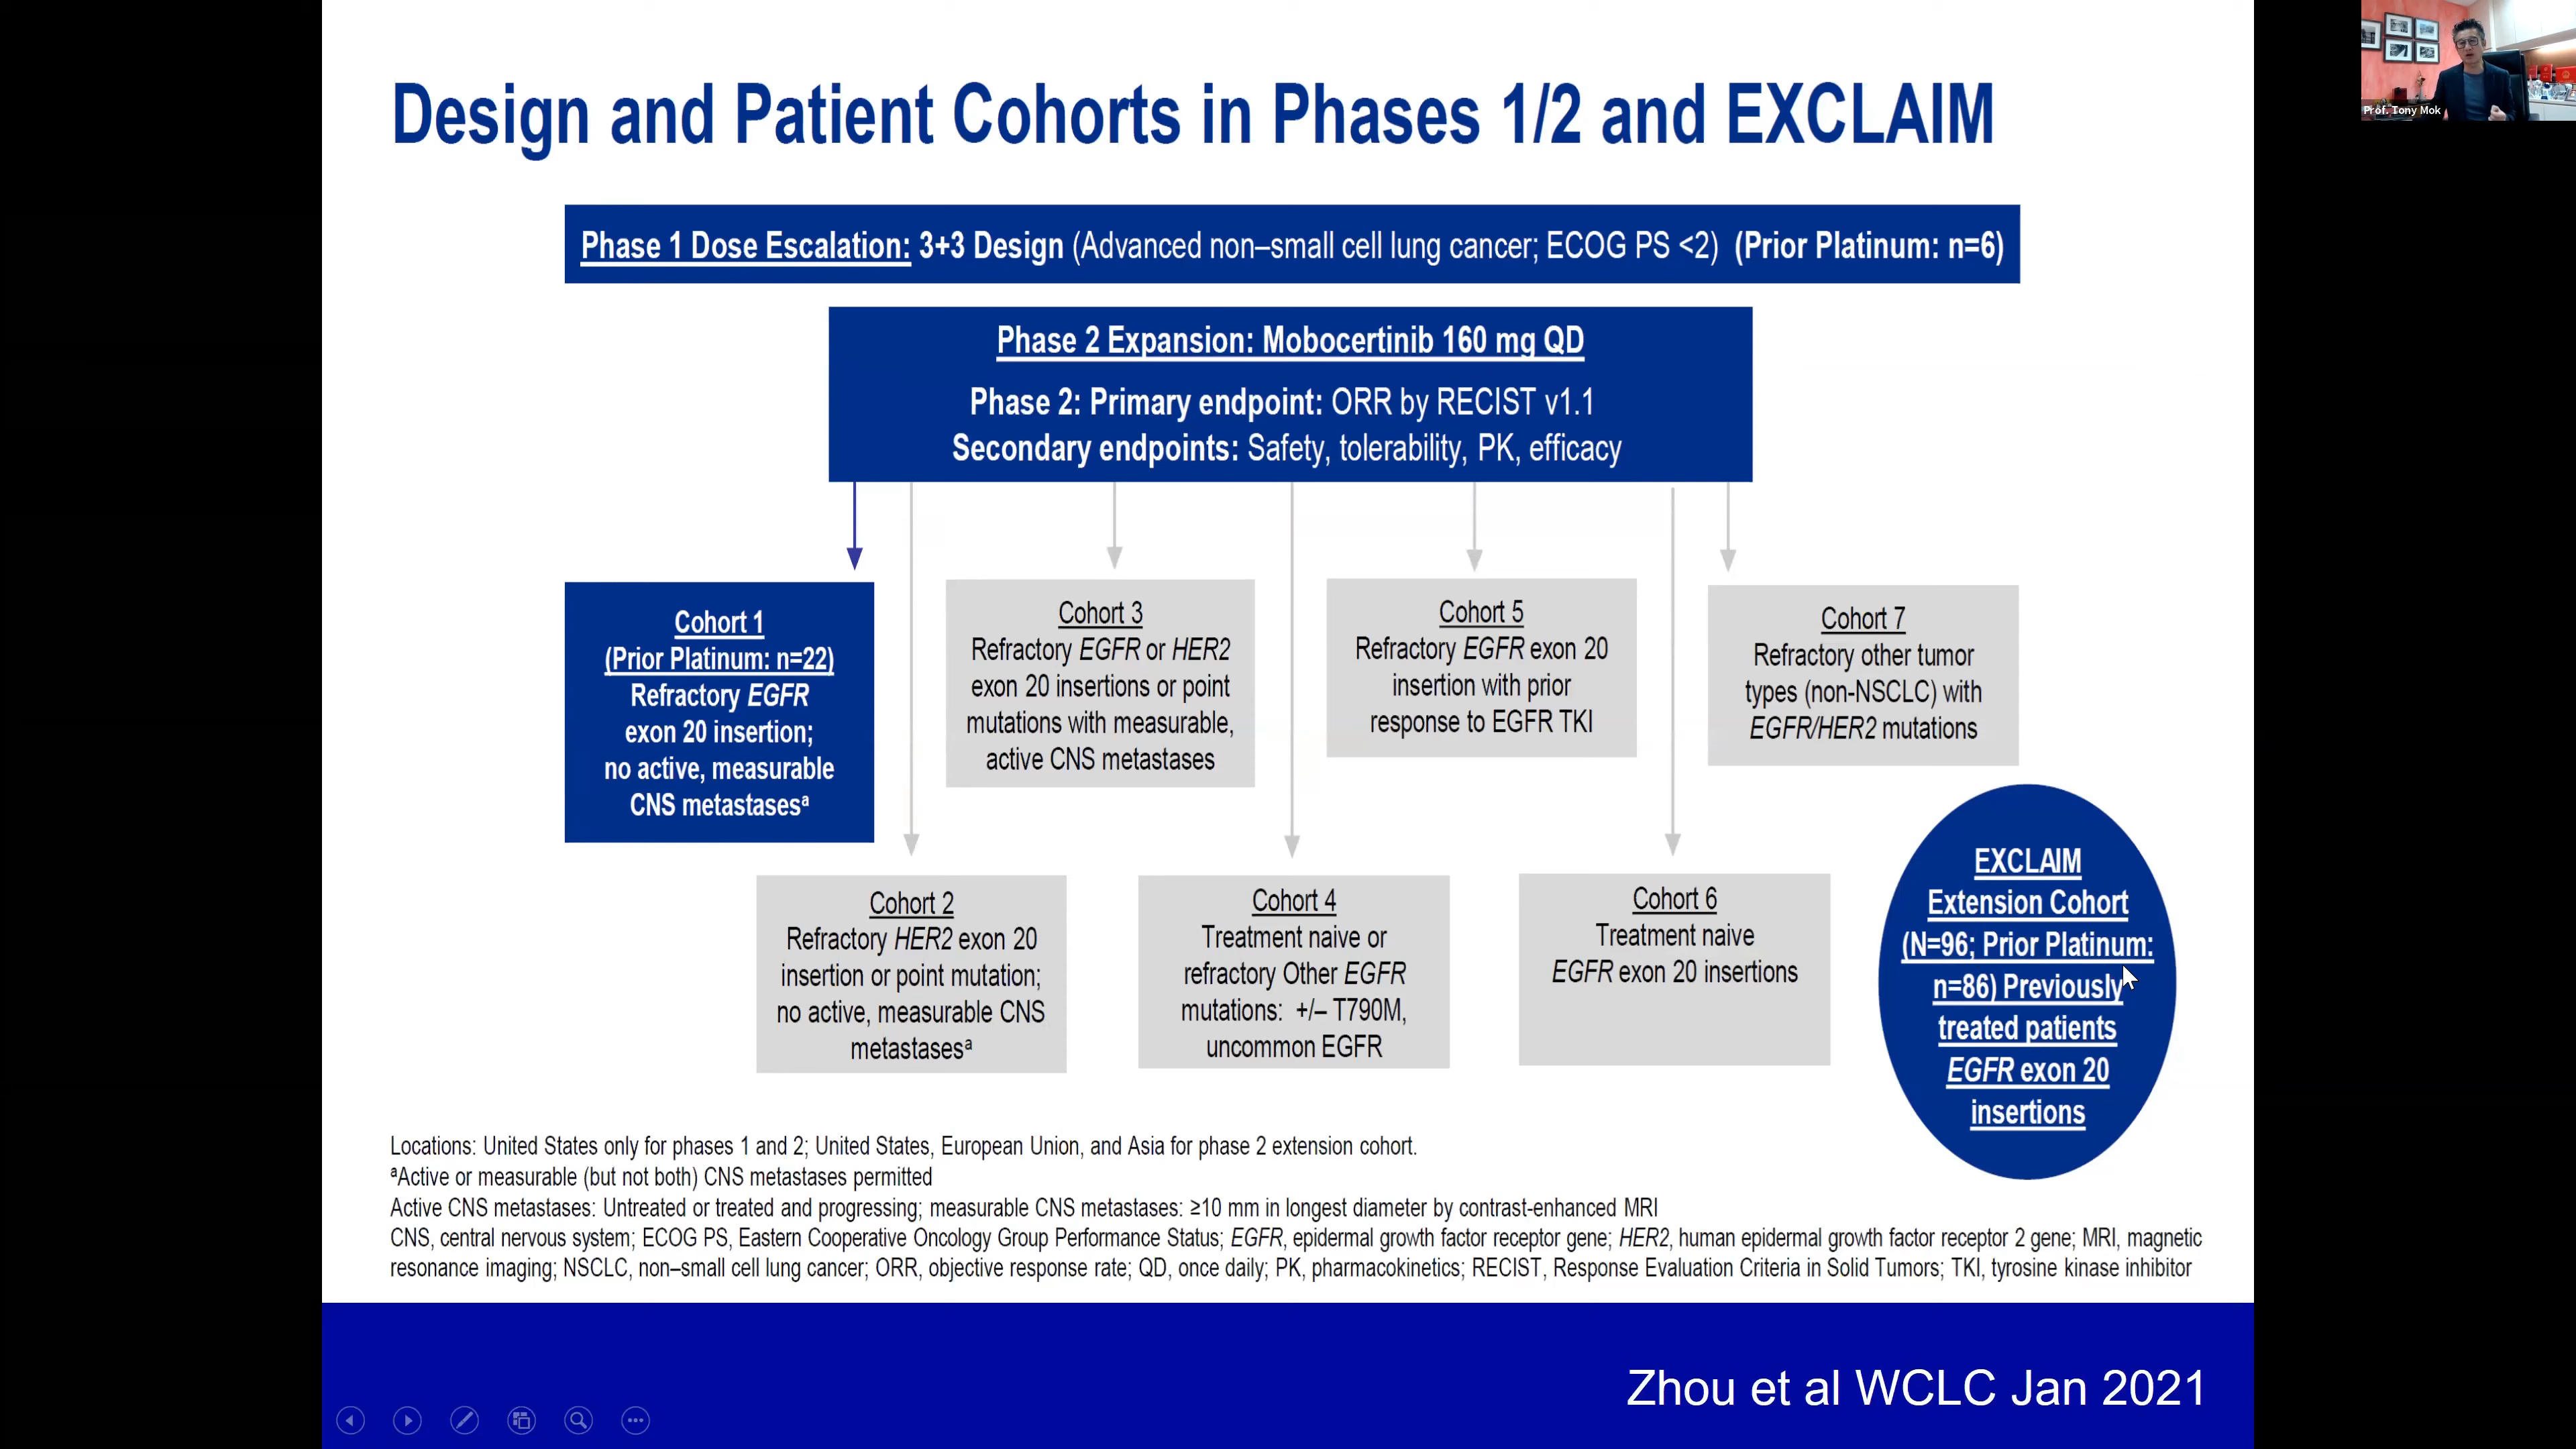 Design and Patient Cohorts in Phases 1/2 and EXCLAIM
Prof. Tony Mok
Phase 1 Dose Escalation: 3+3 Design (Advanced non–small cell lung cancer; ECOG PS <2) (Prior Platinum: n=6)
Phase 2 Expansion: Mobocertinib 160 mg QD
Phase 2: Primary endpoint: ORR by RECIST v1.1
Secondary endpoints: Safety, tolerability, PK, efficacy
Cohort 1
(Prior Platinum: n=22)
Refractory EGFR
exon 20 insertion;
no active, measurable
CNS metastasesª
Cohort 3
Refractory EGFR or HER2
exon 20 insertions or point
mutations with measurable,
active CNS metastases
Cohort 5
Refractory EGFR exon 20
insertion with prior
response to EGFR TKI
Cohort 7
Refractory other tumor
types (non-NSCLC) with
EGFR/HER2 mutations
Cohort 2
Refractory HER2 exon 20
insertion or point mutation;
no active, measurable CNS
metastasesª
Cohort 4
Treatment naive or
refractory Other EGFR
mutations: +/– T790M,
uncommon EGFR
Cohort 6
Treatment naive
EGFR exon 20 insertions
EXCLAIM
Extension Cohort
(N=96; Prior Platinum:
n=86) Previously
treated patients
EGFR exon 20
insertions
Locations: United States only for phases 1 and 2; United States, European Union, and Asia for phase 2 extension cohort.
ªActive or measurable (but not both) CNS metastases permitted
Active CNS metastases: Untreated or treated and progressing; measurable CNS metastases: ≥10 mm in longest diameter by contrast-enhanced MRI
CNS, central nervous system; ECOG PS, Eastern Cooperative Oncology Group Performance Status; EGFR, epidermal growth factor receptor gene; HER2, human epidermal growth factor receptor 2 gene; MRI, magnetic
resonance imaging; NSCLC, non–small cell lung cancer; ORR, objective response rate; QD, once daily; PK, pharmacokinetics; RECIST, Response Evaluation Criteria in Solid Tumors; TKI, tyrosine kinase inhibitor
Zhou et al WCLC Jan 2021